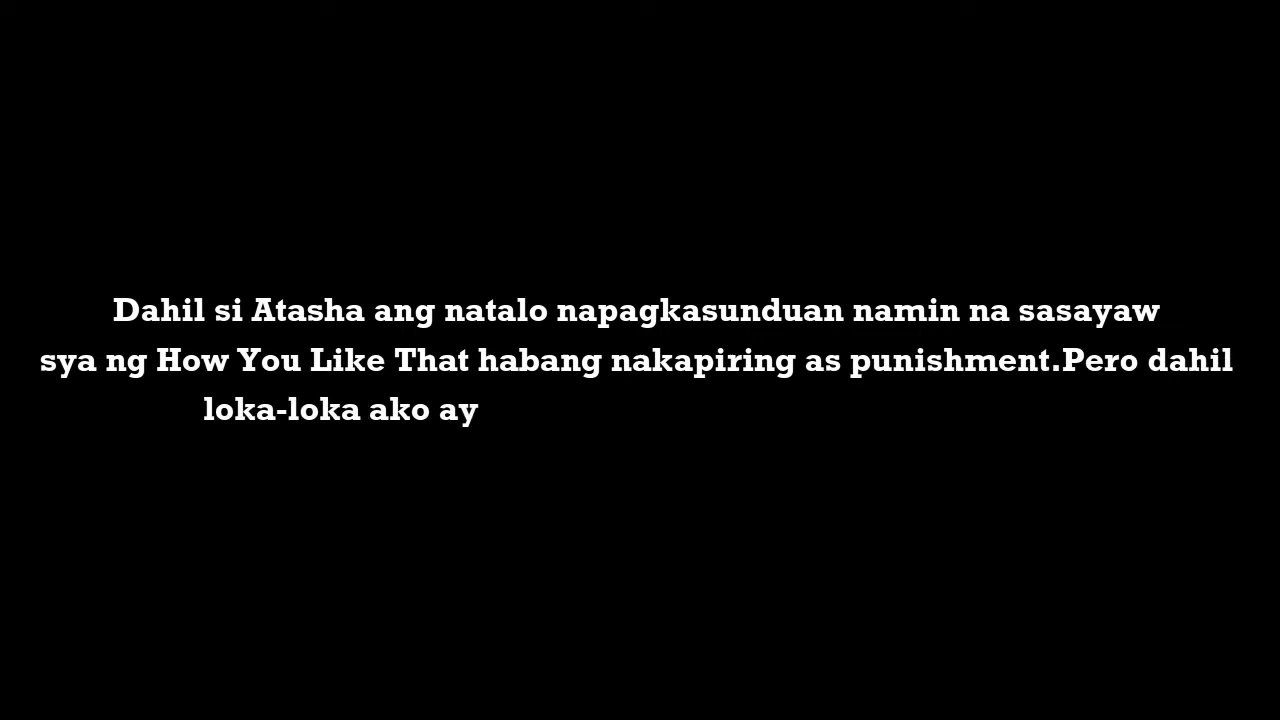 Dahil si Atasha ang natalo napagkasunduan namin na sasayaw
sya ng How You Like That habang nakapiring as punishment.Pero dahil
loka-loka ako ay